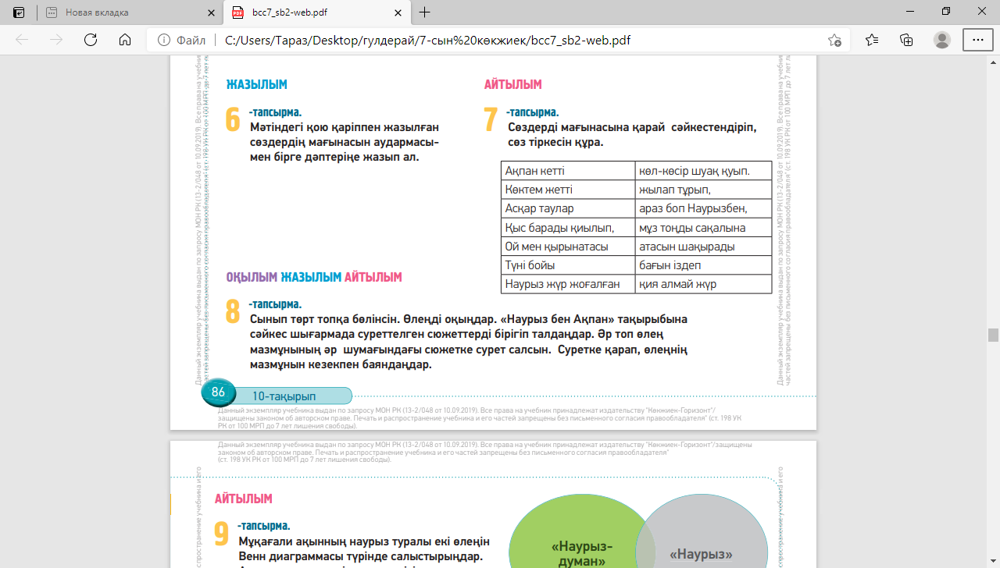 Новая вкладка
bcc7_sb2-web.pdf
Файл
C:/Users/Тараз/Desktop/гулдерай/7-сын%20көкжиек/bcc7_sb2-web.pdf
ЖАЗЫЛЫМ
6 -тапсырма.
Мәтіндегі қою қаріппен жазылған
сөздердің мағынасын аудармасы-
мен бірге дәптеріңе жазып ал.
АЙТЫЛЫМ
7 -тапсырма.
Сөздерді мағынасына қарай сәйкестендіріп,
сөз тіркесін құра.
Ақпан кетті көл-көсір шуақ құып.
Көктем жетті жылап тұрып,
Асқар таулар араз боп Наурызбен,
Қыс барады қиылып, мұз тоңды сақалына
Ой мен қырынатасы атасын шақырады
Түні бойы бағын іздеп
Наурыз жүр жоғалған қия алмай жүр
ОҚЫЛЫМ ЖАЗЫЛЫМ АЙТЫЛЫМ
8 -тапсырма.
Сынып төрт топқа бөлінсін. Өлеңді оқыңдар. «Наурыз бен Ақпан» тақырыбына
сәйкес шығармада суреттелген сюжеттерді бірігіп талдаңдар. Әр топ өлең
мазмұнының әр шумағындағы сюжетке сурет салсын. Суретке қарап, өлеңнің
мазмұнын кезекпен баяндаңдар.
86 10-тақырып
Данный экземпляр учебника выдан по запросу МОН РК (13-2/048 от 10.09.2019). Все права на учебник принадлежат издательству "Көкжиек-Горизонт"/
защищены законом об авторском праве. Печать и распространение учебника и его частей запрещены без письменного согласия правообладателя" (ст. 198 УК
РК от 100 МРП до 7 лет лишения свободы).
Данный экземпляр учебника выдан по запросу МОН РК (13-2/048 от 10.09.2019). Все права на учебник принадлежат издательству "Көкжиек-Горизонт"/защищены
законом об авторском праве. Печать и распространение учебника и его частей запрещены без письменного согласия правообладателя"
(ст. 198 УК РК от 100 МРП до 7 лет лишения свободы).
АЙТЫЛЫМ
9 -тапсырма.
Мұқағали ақынның наурыз туралы екі өлеңін
Венн диаграммасы түрінде салыстырыңдар.
«Наурыз-
думан»
«Наурыз»